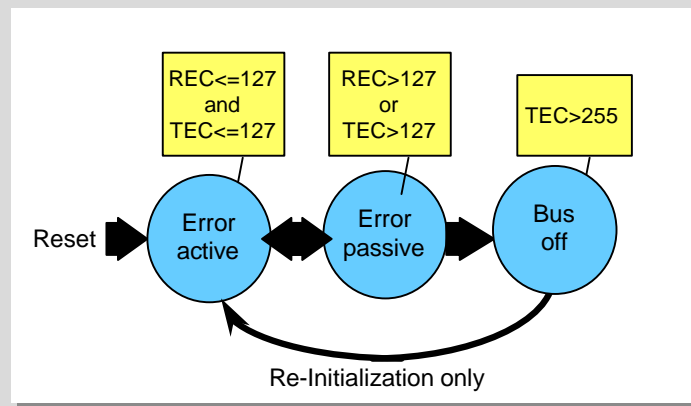 REC<=127
and
TEC<=127
REC>127
or
TEC>127
TEC>255
Reset
Error
active
Error
passive
Bus
off
Re-Initialization only